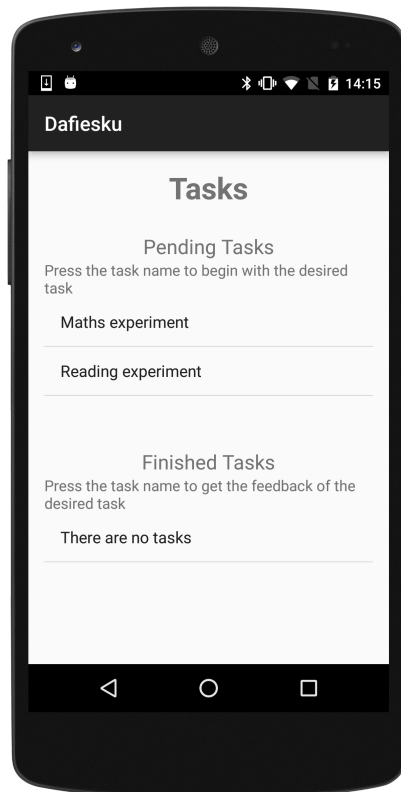 14:15
Dafiesku
Tasks
Pending Tasks
Press the task name to begin with the desired
task
Maths experiment
Reading experiment
Finished Tasks
Press the task name to get the feedback of the
desired task
There are no tasks